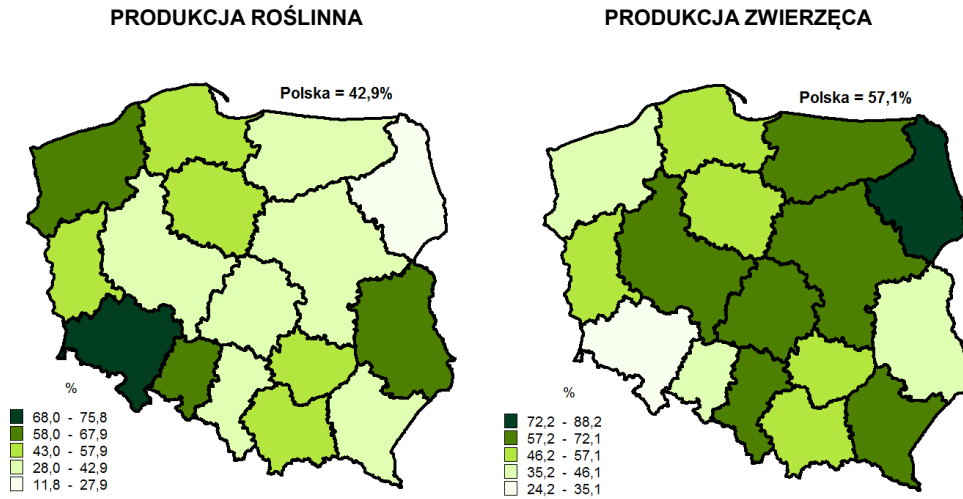 PRODUKCJA ROŚLINNA
Polska = 42,9%
%
68,0 - 75,8
58,0 - 67,9
43,0 - 57,9
28,0 - 42,9
11,8 - 27,9
PRODUKCJA ZWIERZĘCA
Polska = 57,1%
%
72,2 - 88,2
57,2 - 72,1
46,2 - 57,1
35,2 - 46,1
24,2 - 35,1